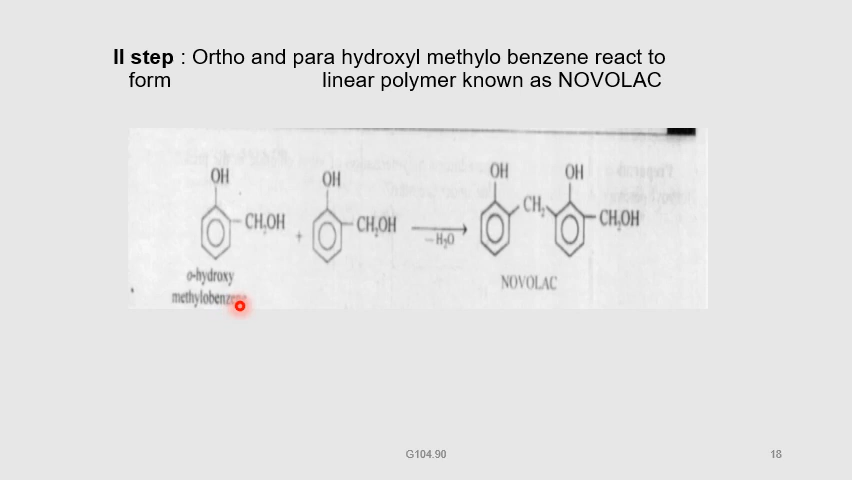 II step : Ortho and para hydroxyl methylo benzene react to
form linear polymer known as NOVOLAC
OH OH OH OH
CH₂OH + CH₂OH −H₂O CH₂ CH₂OH
o-hydroxy
methylobenzene
NOVOLAC
G104.90 18